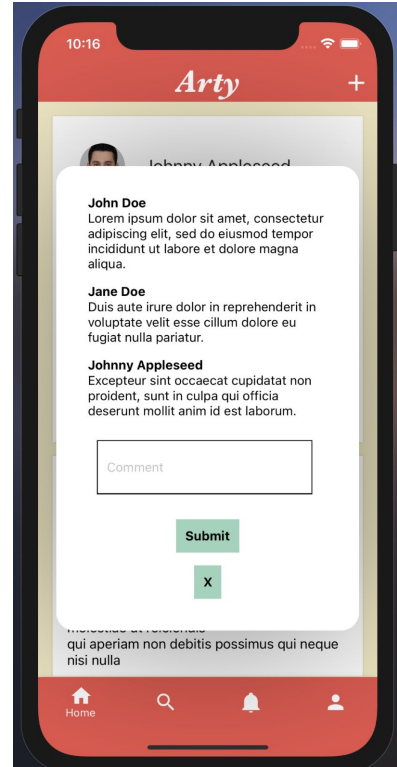 10:16
Arty
+
Johnny Appleseed
John Doe
Lorem ipsum dolor sit amet, consectetur
adipiscing elit, sed do eiusmod tempor
incididunt ut labore et dolore magna
aliqua.
Jane Doe
Duis aute irure dolor in reprehenderit in
voluptate velit esse cillum dolore eu
fugiat nulla pariatur.
Johnny Appleseed
Excepteur sint occaecat cupidatat non
proident, sunt in culpa qui officia
deserunt mollit anim id est laborum.
Comment
Submit
X
qui aperiam non debitis possimus qui neque
nisi nulla
Home